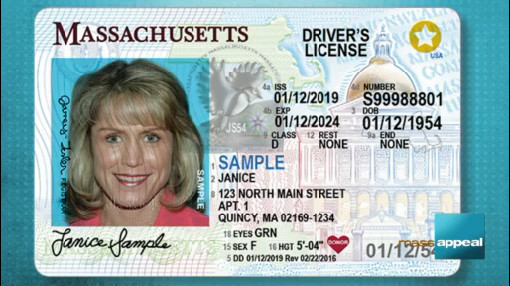 MASSACHUSETTS
DRIVER'S LICENSE
USA
4a ISS 01/12/2019
4d NUMBER S99988801
4b EXP 01/12/2024
3 DOB 01/12/1954
9 CLASS D
12 REST NONE
9a END NONE
JS54
1 SAMPLE
2 JANICE
8 123 NORTH MAIN STREET
APT. 1
QUINCY, MA 02169-1234
18 EYES GRN
15 SEX F 16 HGT 5'-04"
DONOR
5 DD 01/12/2019 Rev 02/22/2016
01/12/54
SAMPLE
Janice Sample
mass appeal